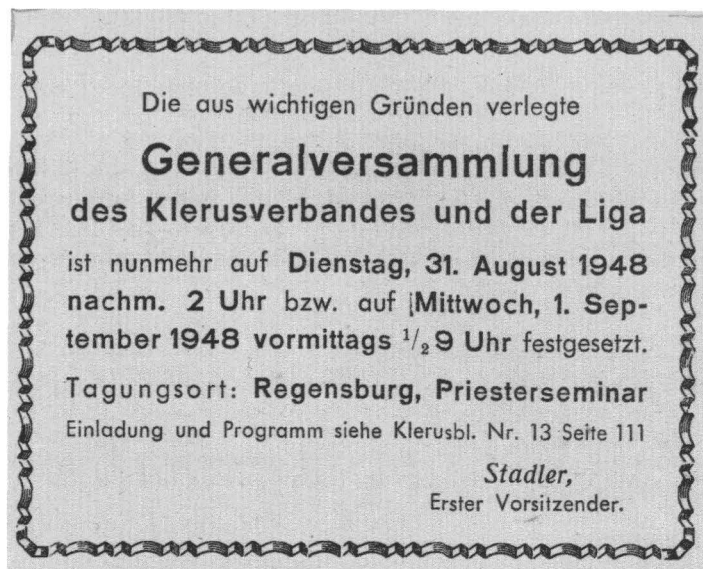 Die aus wichtigen Gründen verlegte
Generalversammlung
des Klerusverbandes und der Liga
ist nunmehr auf Dienstag, 31. August 1948
nachm. 2 Uhr bzw. auf Mittwoch, 1. Sep-
tember 1948 vormittags 1/2 9 Uhr festgesetzt.
Tagungsort: Regensburg, Priesterseminar
Einladung und Programm siehe Klerusbl. Nr. 13 Seite 111
Stadler,
Erster Vorsitzender.